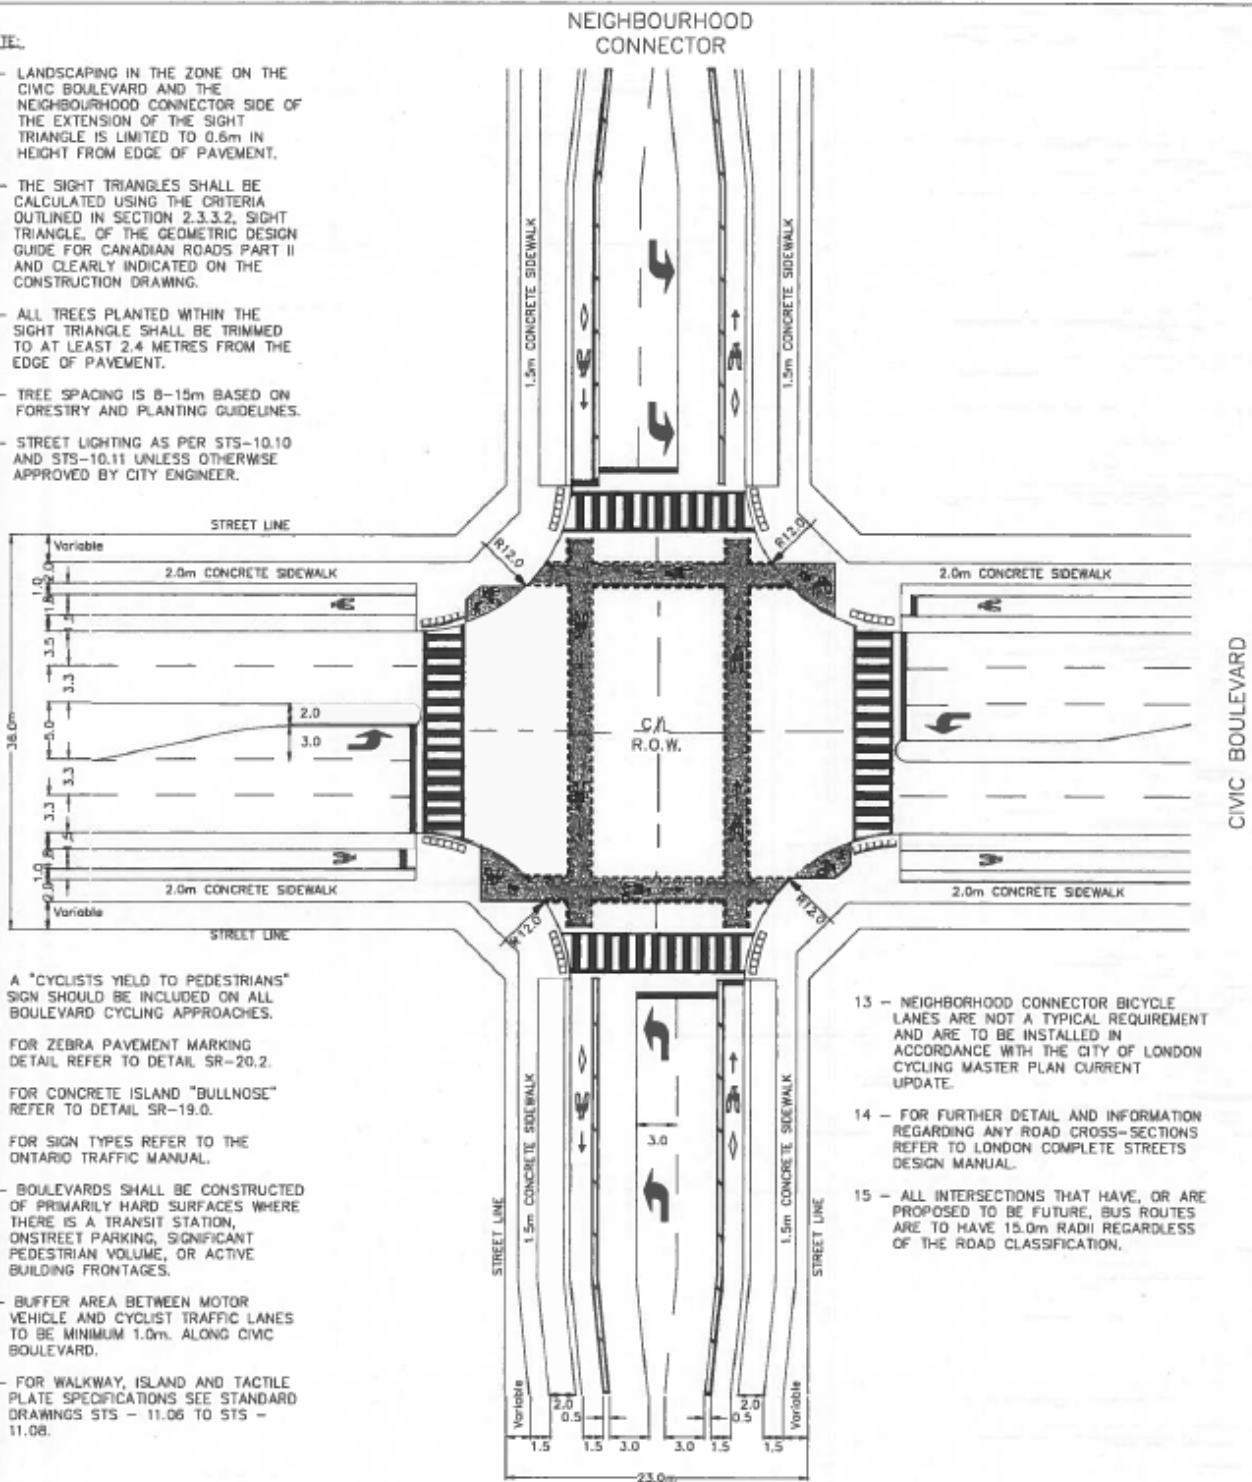 NEIGHBOURHOOD
CONNECTOR
TE:
- LANDSCAPING IN THE ZONE ON THE
CIVIC BOULEVARD AND THE
NEIGHBOURHOOD CONNECTOR SIDE OF
THE EXTENSION OF THE SIGHT
TRIANGLE IS LIMITED TO 0.6m IN
HEIGHT FROM EDGE OF PAVEMENT.
- THE SIGHT TRIANGLES SHALL BE
CALCULATED USING THE CRITERIA
OUTLINED IN SECTION 2.3.3.2, SIGHT
TRIANGLE, OF THE GEOMETRIC DESIGN
GUIDE FOR CANADIAN ROADS PART II
AND CLEARLY INDICATED ON THE
CONSTRUCTION DRAWING.
- ALL TREES PLANTED WITHIN THE
SIGHT TRIANGLE SHALL BE TRIMMED
TO AT LEAST 2.4 METRES FROM THE
EDGE OF PAVEMENT.
- TREE SPACING IS 8-15m BASED ON
FORESTRY AND PLANTING GUIDELINES.
- STREET LIGHTING AS PER STS-10.10
AND STS-10.11 UNLESS OTHERWISE
APPROVED BY CITY ENGINEER.
1.5m CONCRETE SIDEWALK
1.5m CONCRETE SIDEWALK
STREET LINE
Variable
2.0m CONCRETE SIDEWALK
R12.0
R12.0
2.0m CONCRETE SIDEWALK
36.0m
2.0
1.0
3.5
3.3
5.0
3.3
3.3
1.0
2.0
2.0
3.0
C/L
R.O.W.
CIVIC BOULEVARD
2.0m CONCRETE SIDEWALK
Variable
STREET LINE
R12.0
R12.0
2.0m CONCRETE SIDEWALK
A "CYCLISTS YIELD TO PEDESTRIANS"
SIGN SHOULD BE INCLUDED ON ALL
BOULEVARD CYCLING APPROACHES.
FOR ZEBRA PAVEMENT MARKING
DETAIL REFER TO DETAIL SR-20.2.
FOR CONCRETE ISLAND "BULLNOSE"
REFER TO DETAIL SR-19.0.
FOR SIGN TYPES REFER TO THE
ONTARIO TRAFFIC MANUAL.
- BOULEVARDS SHALL BE CONSTRUCTED
OF PRIMARILY HARD SURFACES WHERE
THERE IS A TRANSIT STATION,
ONSTREET PARKING, SIGNIFICANT
PEDESTRIAN VOLUME, OR ACTIVE
BUILDING FRONTAGES.
- BUFFER AREA BETWEEN MOTOR
VEHICLE AND CYCLIST TRAFFIC LANES
TO BE MINIMUM 1.0m. ALONG CIVIC
BOULEVARD.
- FOR WALKWAY, ISLAND AND TACTILE
PLATE SPECIFICATIONS SEE STANDARD
DRAWINGS STS - 11.06 TO STS -
11.08.
STREET LINE
1.5m CONCRETE SIDEWALK
3.0
1.5m CONCRETE SIDEWALK
STREET LINE
13 - NEIGHBORHOOD CONNECTOR BICYCLE
LANES ARE NOT A TYPICAL REQUIREMENT
AND ARE TO BE INSTALLED IN
ACCORDANCE WITH THE CITY OF LONDON
CYCLING MASTER PLAN CURRENT
UPDATE.
14 - FOR FURTHER DETAIL AND INFORMATION
REGARDING ANY ROAD CROSS-SECTIONS
REFER TO LONDON COMPLETE STREETS
DESIGN MANUAL.
15 - ALL INTERSECTIONS THAT HAVE, OR ARE
PROPOSED TO BE FUTURE, BUS ROUTES
ARE TO HAVE 15.0m RADII REGARDLESS
OF THE ROAD CLASSIFICATION.
Variable
2.0
0.5
2.0
0.5
Variable
1.5
1.5
3.0
3.0
1.5
1.5
23.0m